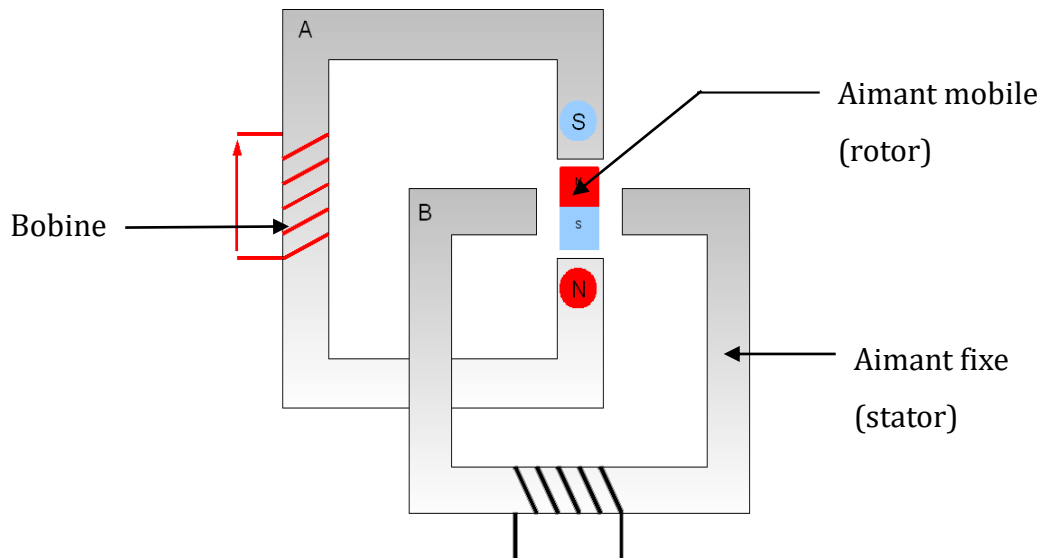 A
S
Aimant mobile
(rotor)
B
s
Bobine
N
Aimant fixe
(stator)